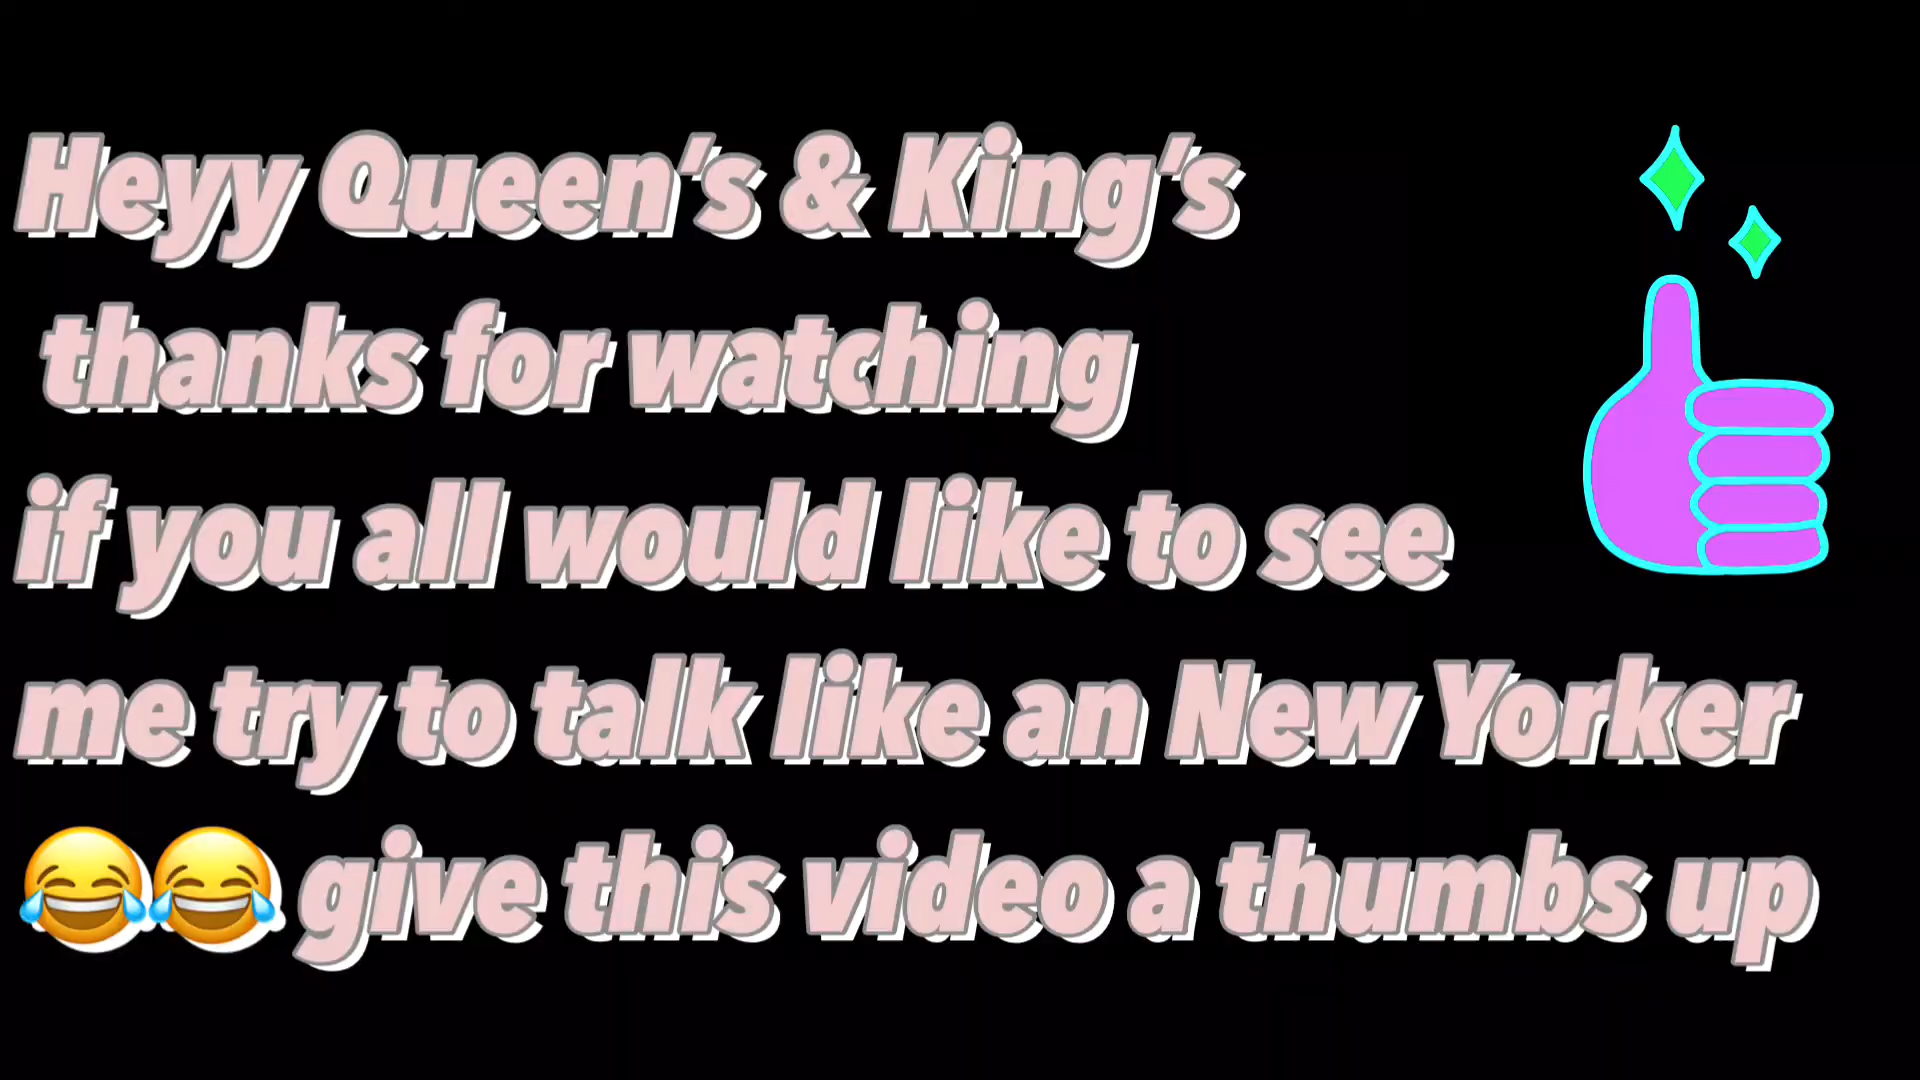 Heyy Queen’s & King’s
thanks for watching
if you all would like to see
me try to talk like an New Yorker
😂😂 give this video a thumbs up